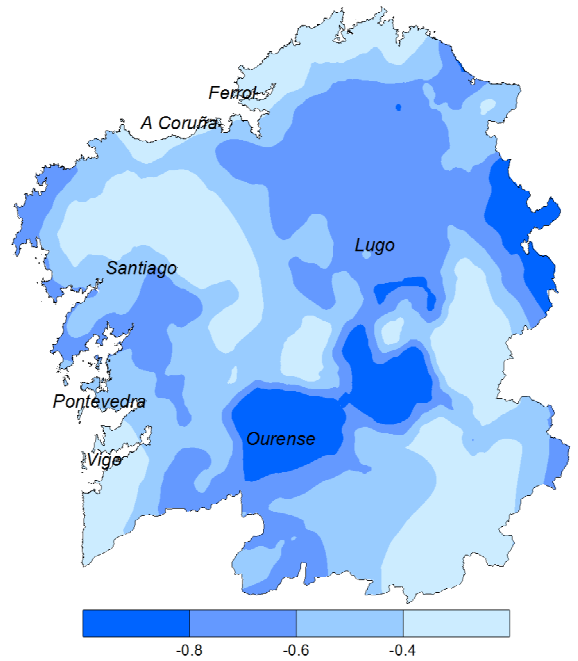 Ferrol
A Coruña
Lugo
Santiago
Pontevedra
Ourense
Vigo
-0.8 -0.6 -0.4